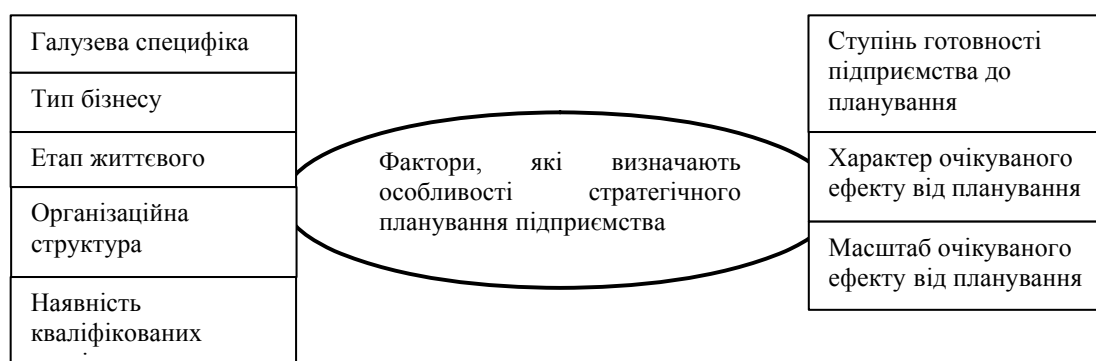 Галузева специфіка
Тип бізнесу
Етап життєвого
Організаційна
структура
Наявність
кваліфікованих
Фактори, які визначають
особливості стратегічного
планування підприємства
Ступінь готовності
підприємства до
планування
Характер очікуваного
ефекту від планування
Масштаб очікуваного
ефекту від планування